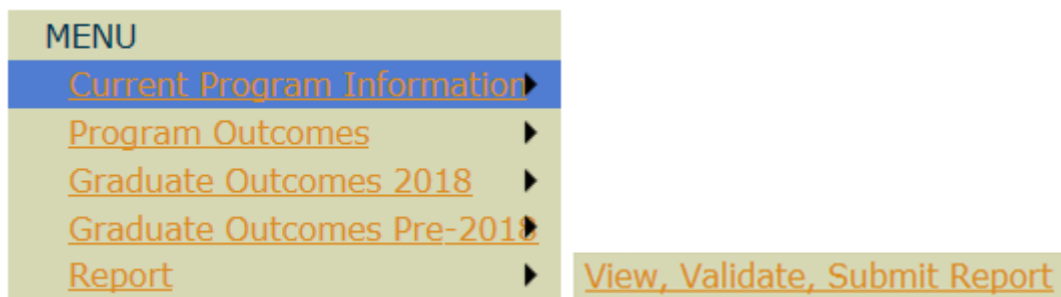 MENU
Current Program Information
Program Outcomes
Graduate Outcomes 2018
Graduate Outcomes Pre-2018
Report
View, Validate, Submit Report